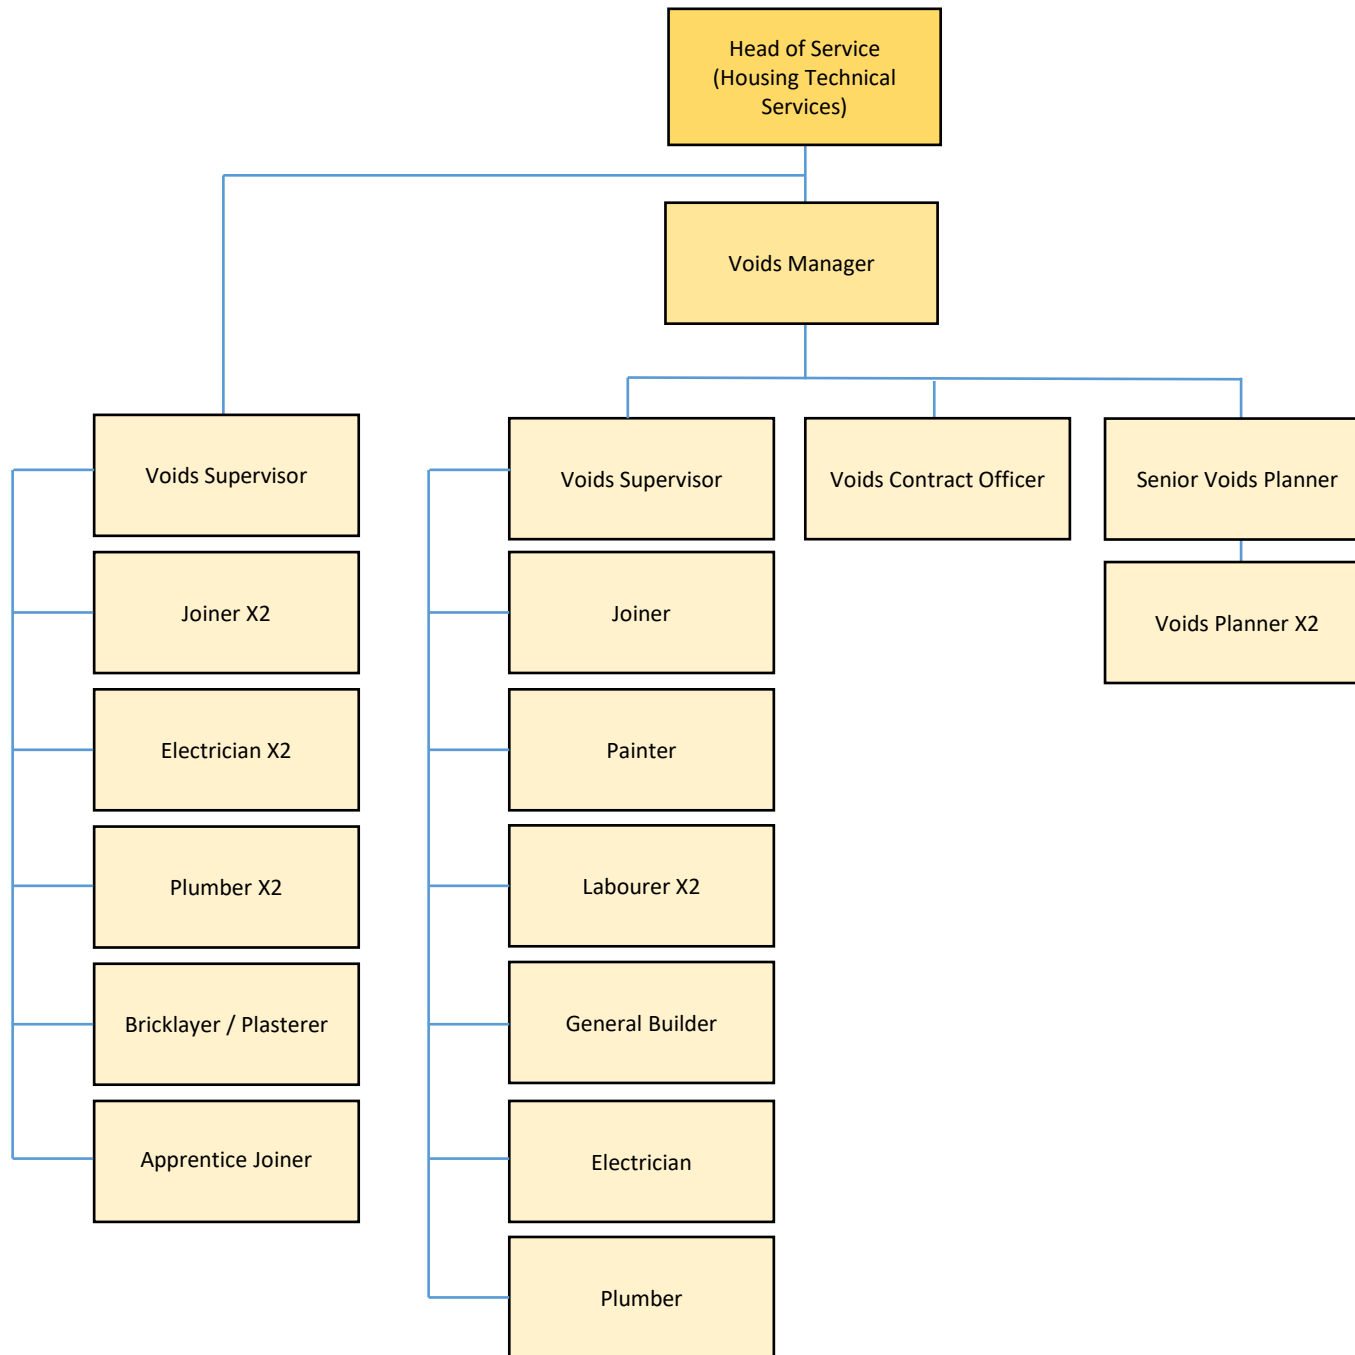 Head of Service
(Housing Technical
Services)
Voids Manager
Voids Supervisor
Joiner X2
Electrician X2
Plumber X2
Bricklayer / Plasterer
Apprentice Joiner
Voids Supervisor
Joiner
Painter
Labourer X2
General Builder
Electrician
Plumber
Voids Contract Officer
Senior Voids Planner
Voids Planner X2